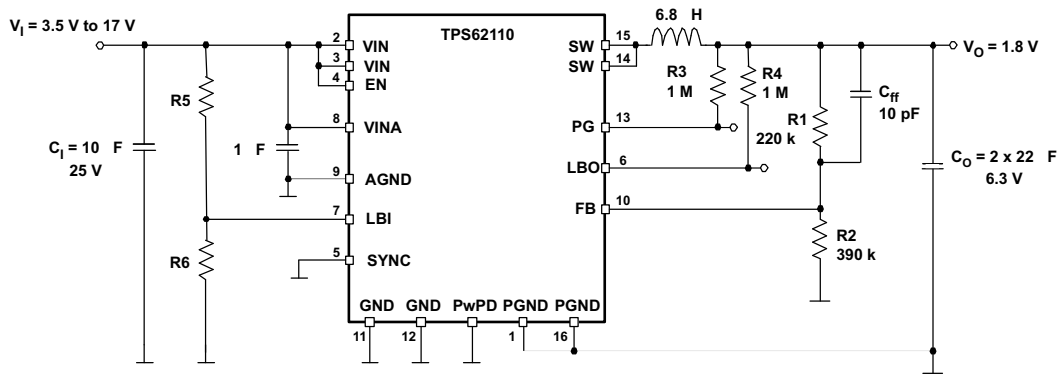 V_I = 3.5 V to 17 V
TPS62110
6.8 H
V_O = 1.8 V
2 VIN
3 VIN
4 EN
8 VINA
9 AGND
7 LBI
5 SYNC
SW 15
SW 14
PG 13
LBO 6
FB 10
R3
1 M
R4
1 M
R1
220 k
C_ff
10 pF
R5
C_I = 10 F
25 V
1 F
C_O = 2 x 22 F
6.3 V
R2
390 k
R6
GND GND PwPD PGND PGND
11 12 1 16